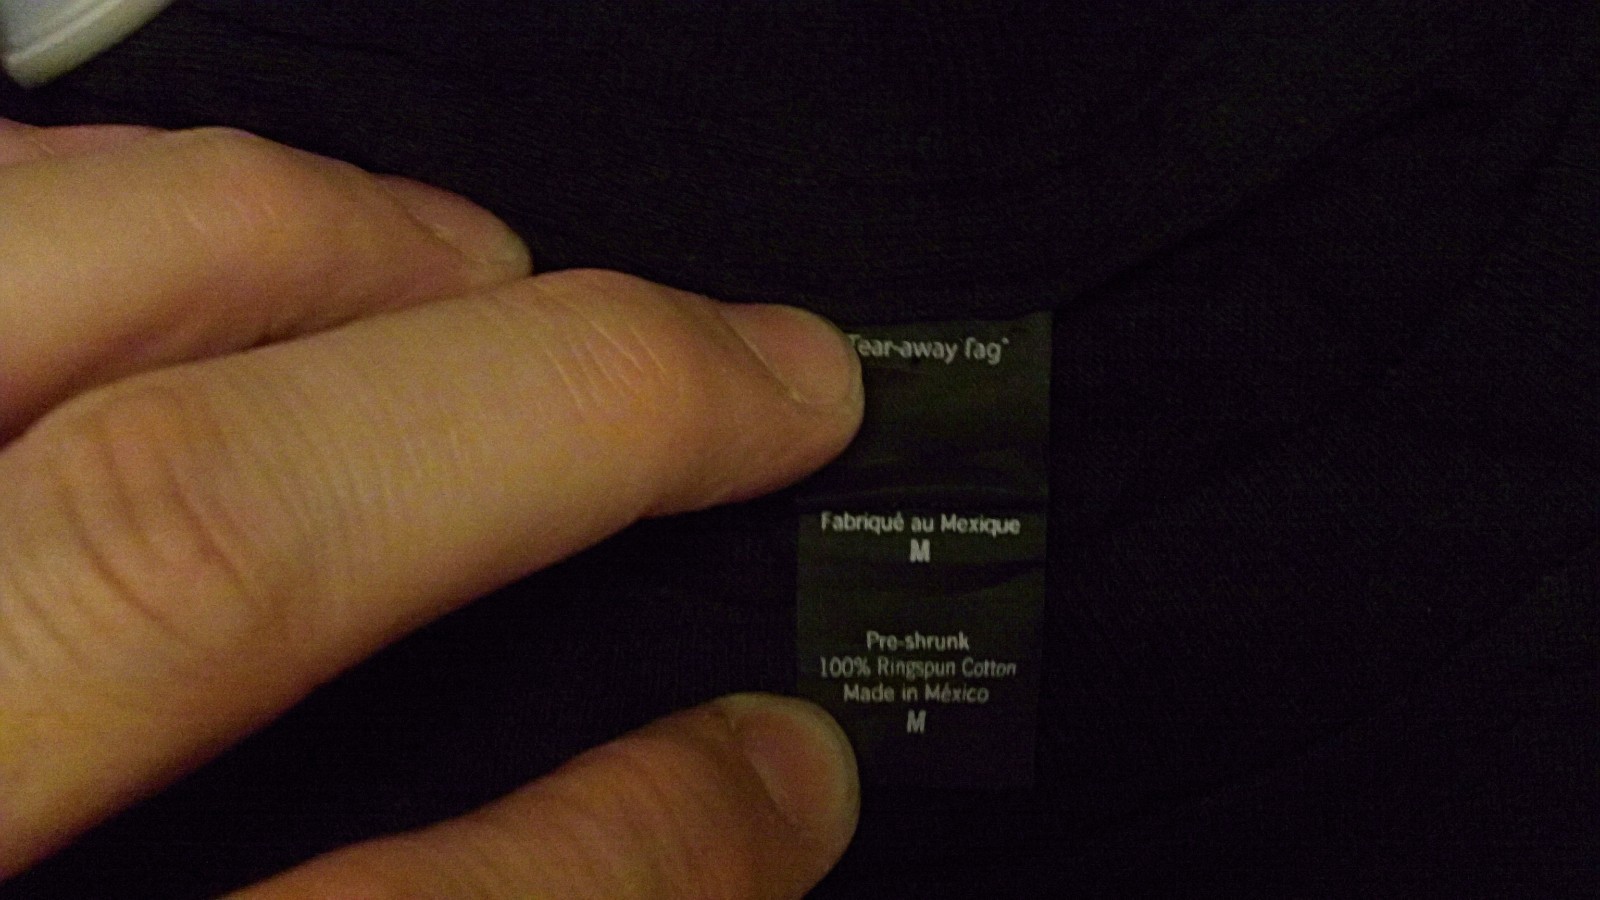 Tear-away Tag*
Fabriqué au Mexique
M
Pre-shrunk
100% Ringspun Cotton
Made in México
M